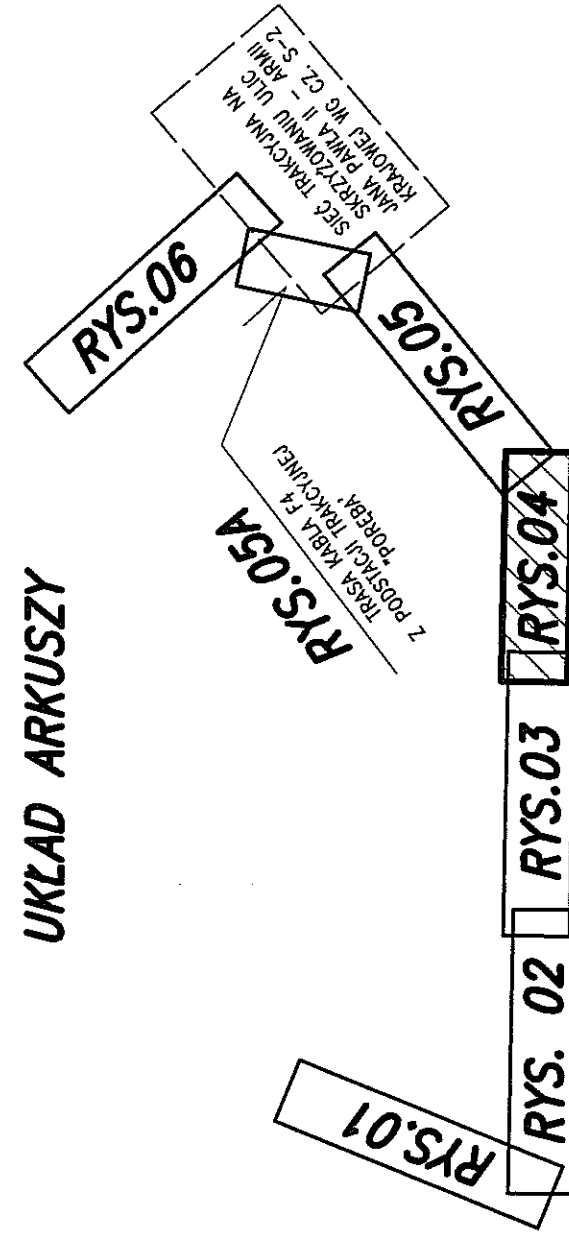 UKŁAD ARKUSZY
RYS.01
RYS. 02
RYS.03
RYS.04
RYS.05
RYS.05A
TRASA KABLA F4
Z PODSTACJI TRAKCYJNEJ
"PORĘBA"
RYS.06
SIEĆ TRAKCYJNA NA
SKRZYŻOWANIU ULIC
JANA PAWŁA II - ARMII
KRAJOWEJ WG CZ. S-2